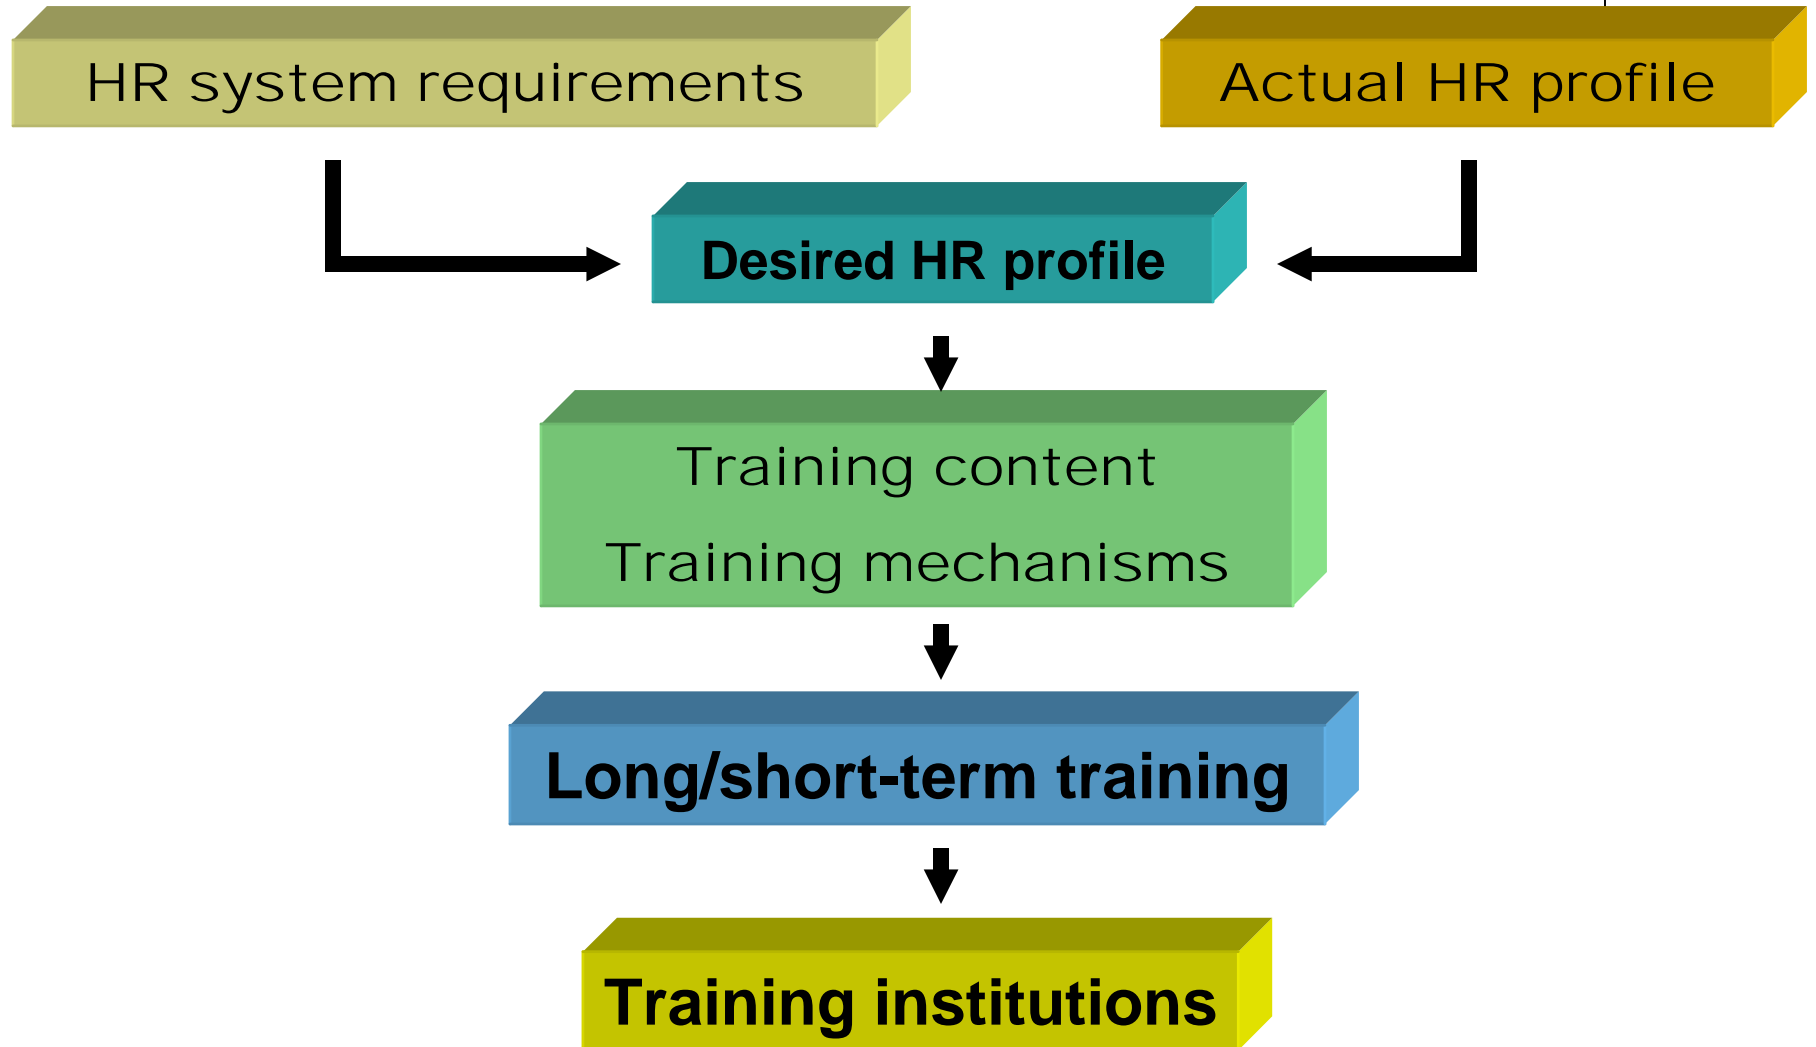 HR system requirements
Actual HR profile
Desired HR profile
Training content
Training mechanisms
Long/short-term training
Training institutions